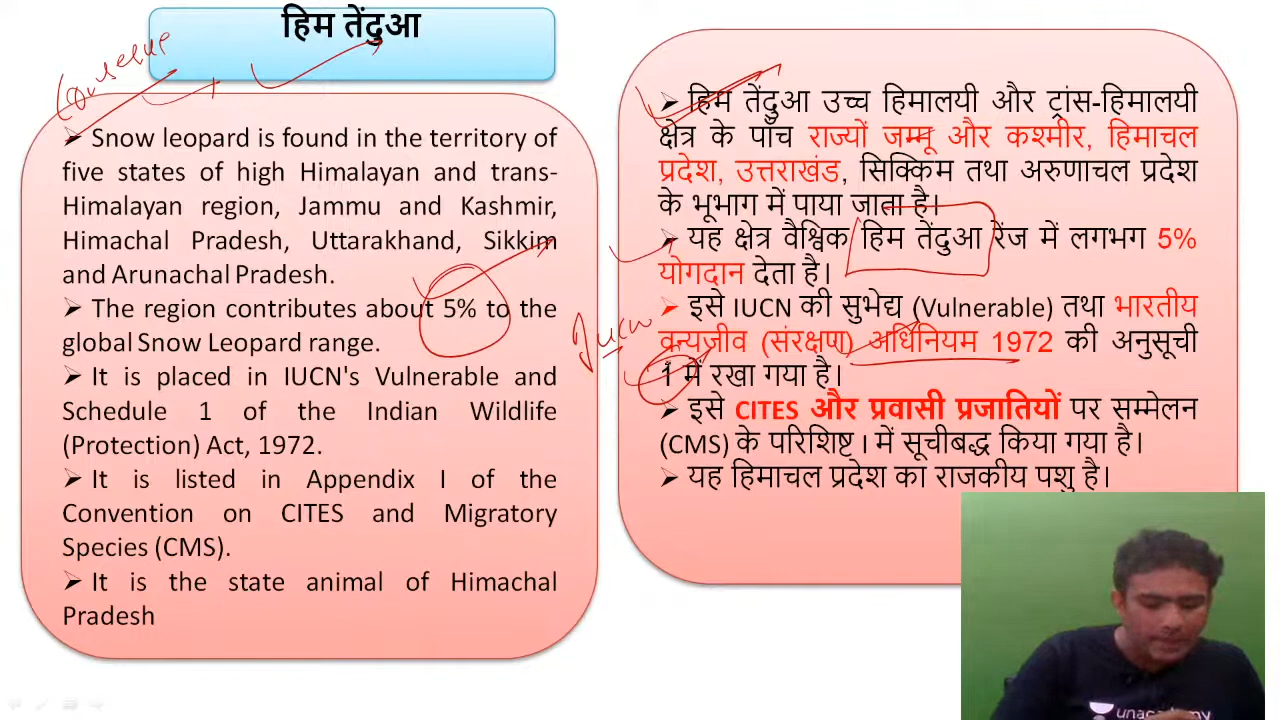 हिम तेंदुआ
Conserve
➢ Snow leopard is found in the territory of
five states of high Himalayan and trans-
Himalayan region, Jammu and Kashmir,
Himachal Pradesh, Uttarakhand, Sikkim
and Arunachal Pradesh.
➢ The region contributes about 5% to the
global Snow Leopard range.
➢ It is placed in IUCN's Vulnerable and
Schedule 1 of the Indian Wildlife
(Protection) Act, 1972.
➢ It is listed in Appendix I of the
Convention on CITES and Migratory
Species (CMS).
➢ It is the state animal of Himachal
Pradesh
➢ हिम तेंदुआ उच्च हिमालयी और ट्रांस-हिमालयी
क्षेत्र के पाँच राज्यों जम्मू और कश्मीर, हिमाचल
प्रदेश, उत्तराखंड, सिक्किम तथा अरुणाचल प्रदेश
के भूभाग में पाया जाता है।
➢ यह क्षेत्र वैश्विक हिम तेंदुआ रेंज में लगभग 5%
योगदान देता है।
➢ इसे IUCN की सुभेद्य (Vulnerable) तथा भारतीय
वन्यजीव (संरक्षण) अधिनियम 1972 की अनुसूची
1 में रखा गया है।
➢ इसे CITES और प्रवासी प्रजातियों पर सम्मेलन
(CMS) के परिशिष्ट I में सूचीबद्ध किया गया है।
➢ यह हिमाचल प्रदेश का राजकीय पशु है।
Iucn
unacademy